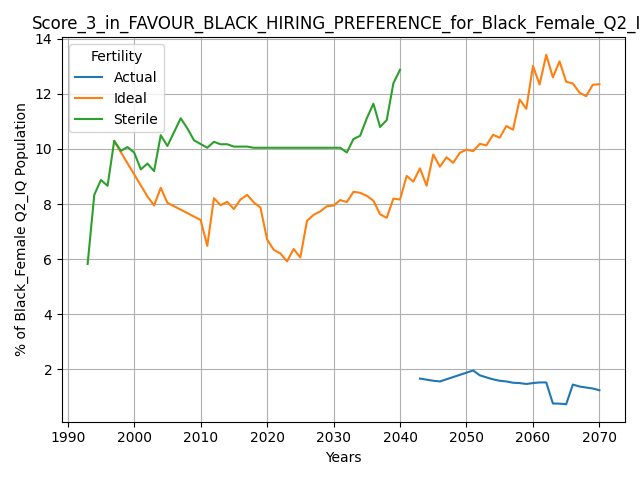 Score_3_in_FAVOUR_BLACK_HIRING_PREFERENCE_for_Black_Female_Q2_I
Fertility
Actual
Ideal
Sterile
% of Black_Female Q2_IQ Population
14
12
10
8
6
4
2
1990 2000 2010 2020 2030 2040 2050 2060 2070
Years